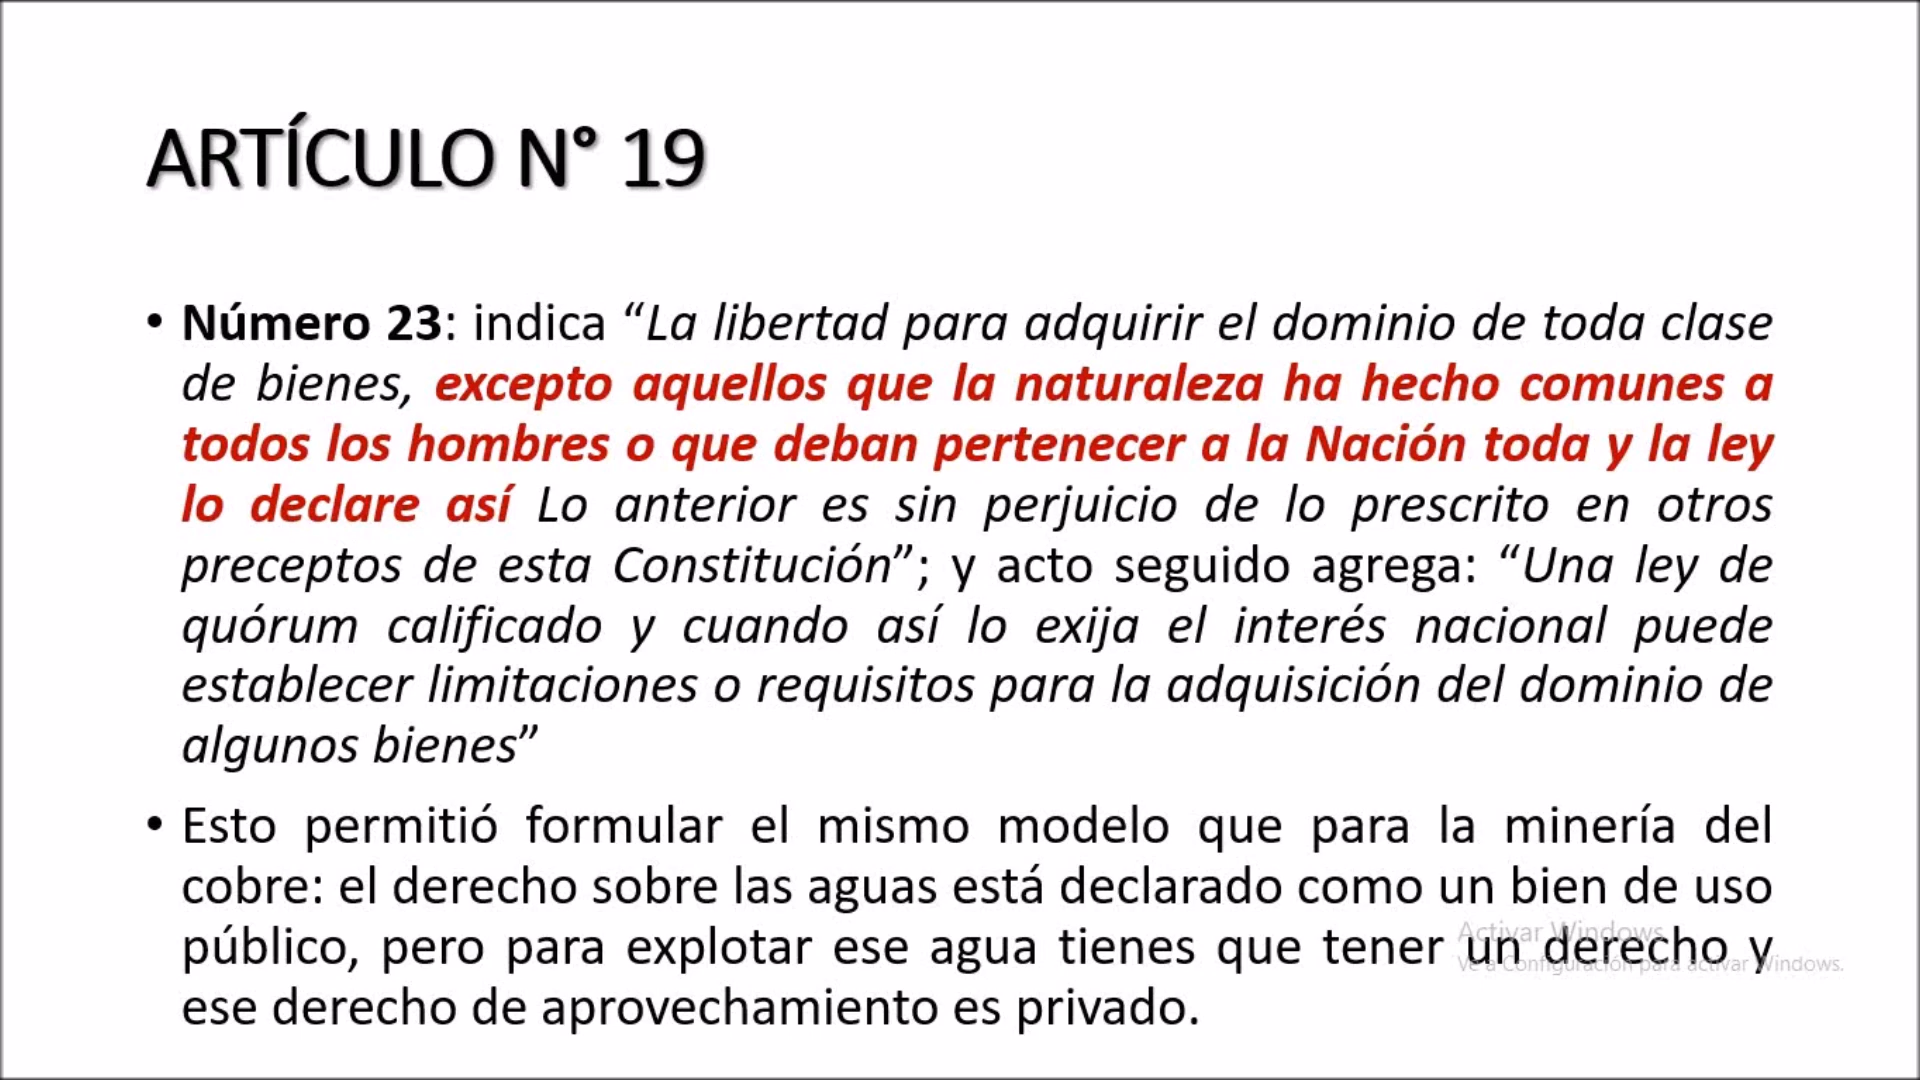 ARTÍCULO N° 19
• Número 23: indica “La libertad para adquirir el dominio de toda clase
de bienes, excepto aquellos que la naturaleza ha hecho comunes a
todos los hombres o que deban pertenecer a la Nación toda y la ley
lo declare así Lo anterior es sin perjuicio de lo prescrito en otros
preceptos de esta Constitución”; y acto seguido agrega: “Una ley de
quórum calificado y cuando así lo exija el interés nacional puede
establecer limitaciones o requisitos para la adquisición del dominio de
algunos bienes”
• Esto permitió formular el mismo modelo que para la minería del
cobre: el derecho sobre las aguas está declarado como un bien de uso
público, pero para explotar ese agua tienes que tener un derecho y
ese derecho de aprovechamiento es privado.
Activar Windows
Ve a Configuración para activar Windows.